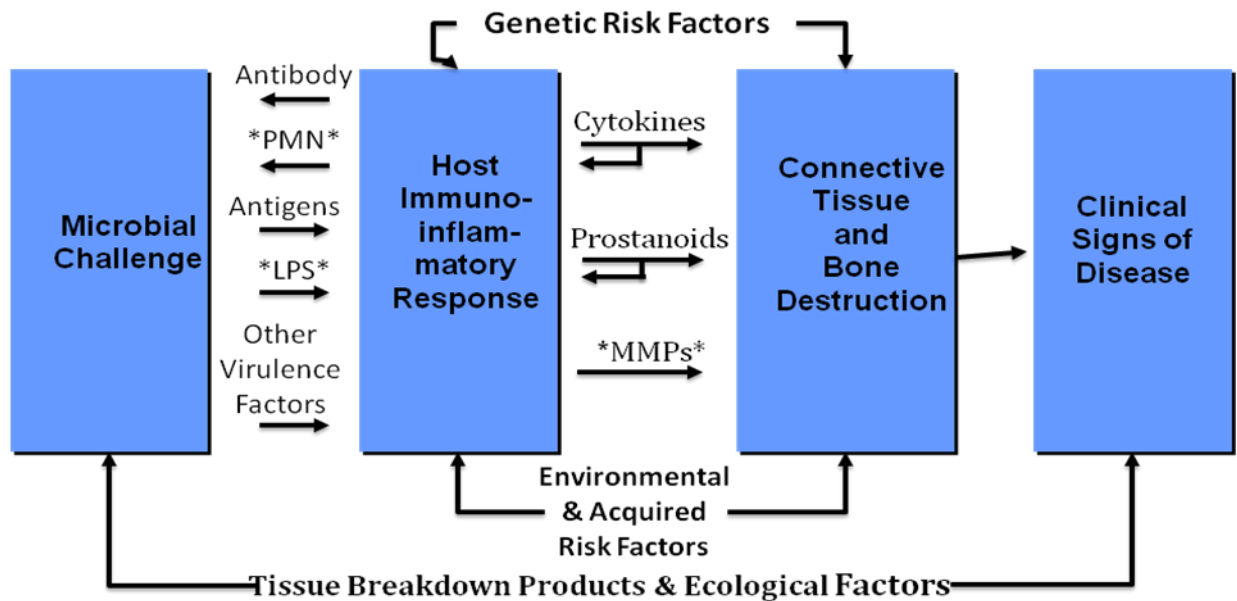 Genetic Risk Factors
Microbial
Challenge
Antibody
*PMN*
Antigens
*LPS*
Other
Virulence
Factors
Host
Immuno-
inflam-
matory
Response
Cytokines
Prostanoids
*MMPs*
Connective
Tissue
and
Bone
Destruction
Clinical
Signs of
Disease
Environmental
& Acquired
Risk Factors
Tissue Breakdown Products & Ecological Factors